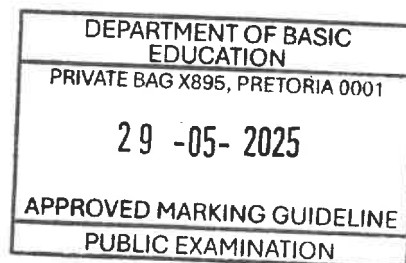 DEPARTMENT OF BASIC
EDUCATION
PRIVATE BAG X895, PRETORIA 0001
29 -05- 2025
APPROVED MARKING GUIDELINE
PUBLIC EXAMINATION